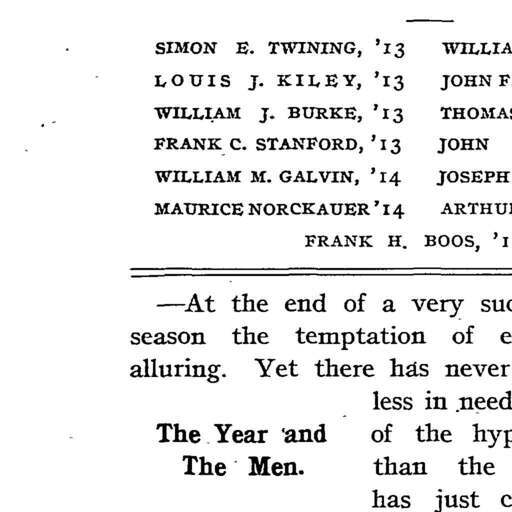 SIMON E. TWINING, '13 WILLIA
LOUIS J. KILEY, '13 JOHN F
WILLIAM J. BURKE, '13 THOMAS
FRANK C. STANFORD, '13 JOHN
WILLIAM M. GALVIN, '14 JOSEPH
MAURICE NORCKAUER '14 ARTHUR
FRANK H. BOOS, '1
—At the end of a very suc
season the temptation of e
alluring. Yet there has never
less in need
The Year and of the hyp
The Men. than the
has just c